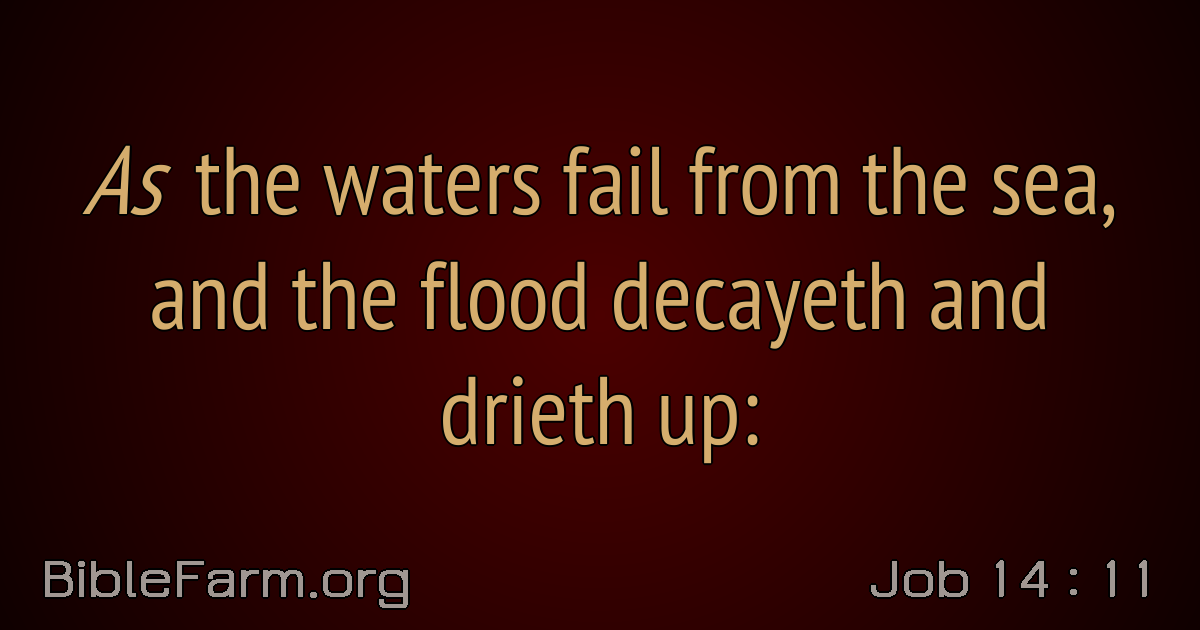 As the waters fail from the sea,
and the flood decayeth and
drieth up:
BibleFarm.org
Job 14 : 11